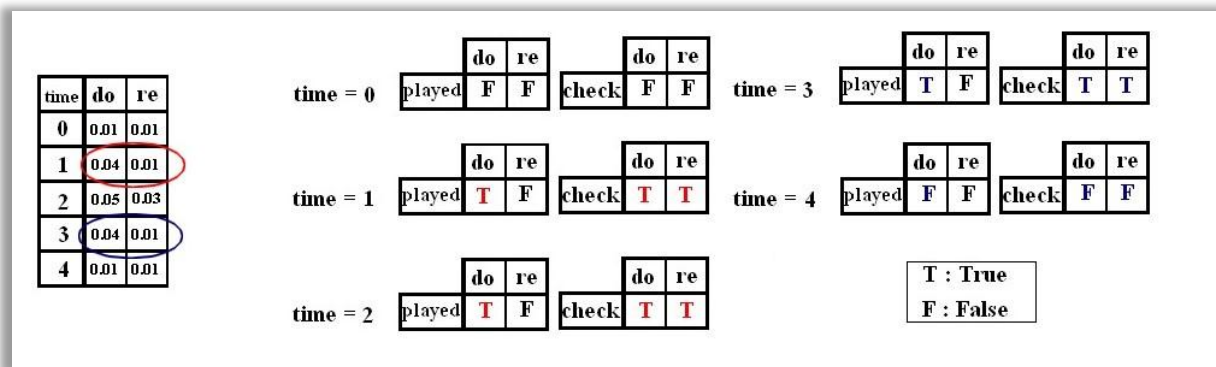 time do re
0 0.01 0.01
1 0.04 0.01
2 0.05 0.03
3 0.04 0.01
4 0.01 0.01
time = 0
do re
played F F
do re
check F F
time = 1
do re
played T F
do re
check T T
time = 2
do re
played T F
do re
check T T
time = 3
do re
played T F
do re
check T T
time = 4
do re
played F F
do re
check F F
T : True
F : False